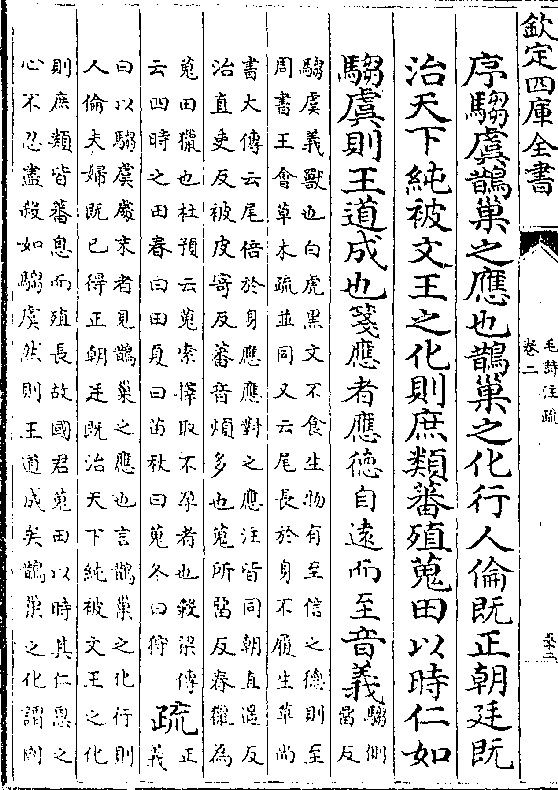 欽定四庫全書
毛詩注疏
卷二
序騶虞鵲巢之應也鵲巢之化行人倫既正朝廷既
治天下純被文王之化則庶類蕃殖蒐田以時仁如
騶虞則王道成也箋應者應德自遠而至音義騶側
留反
騶虞義獸也白虎黑文不食生物有至信之德則至
周書王會草木疏並同又云尾長於身不履生草尚
書大傳云尾倍於身應應對之應注皆同朝直遥反
治直吏反被皮寄反蕃音煩多也蒐所留反春獵為
蒐田獵也杜預云蒐索擇取不孕者也穀梁傳
云四時之田春曰田夏曰苗秋曰蒐冬曰狩
疏正
義
曰以騶虞處末者見鵲巢之應也言鵲巢之化行則
人倫夫婦既已得正朝廷既治天下純被文王之化
則庶類皆蕃息而殖長故國君蒐田以時其仁恩之
心不忍盡殺如騶虞然則王道成矣鵲巢之化謂國